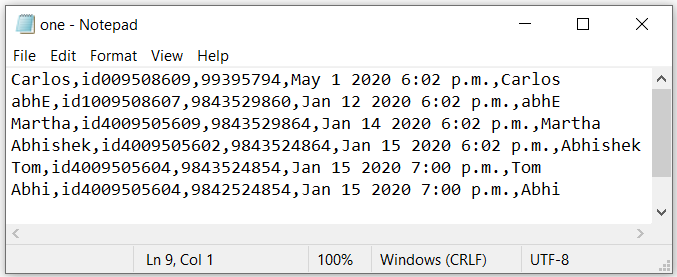 one - Notepad
File Edit Format View Help
Carlos,id009508609,99395794,May 1 2020 6:02 p.m.,Carlos
abhE,id1009508607,9843529860,Jan 12 2020 6:02 p.m.,abhE
Martha,id4009505609,9843529864,Jan 14 2020 6:02 p.m.,Martha
Abhishek,id4009505602,9843524864,Jan 15 2020 6:02 p.m.,Abhishek
Tom,id4009505604,9843524854,Jan 15 2020 7:00 p.m.,Tom
Abhi,id4009505604,9842524854,Jan 15 2020 7:00 p.m.,Abhi
Ln 9, Col 1 100% Windows (CRLF) UTF-8